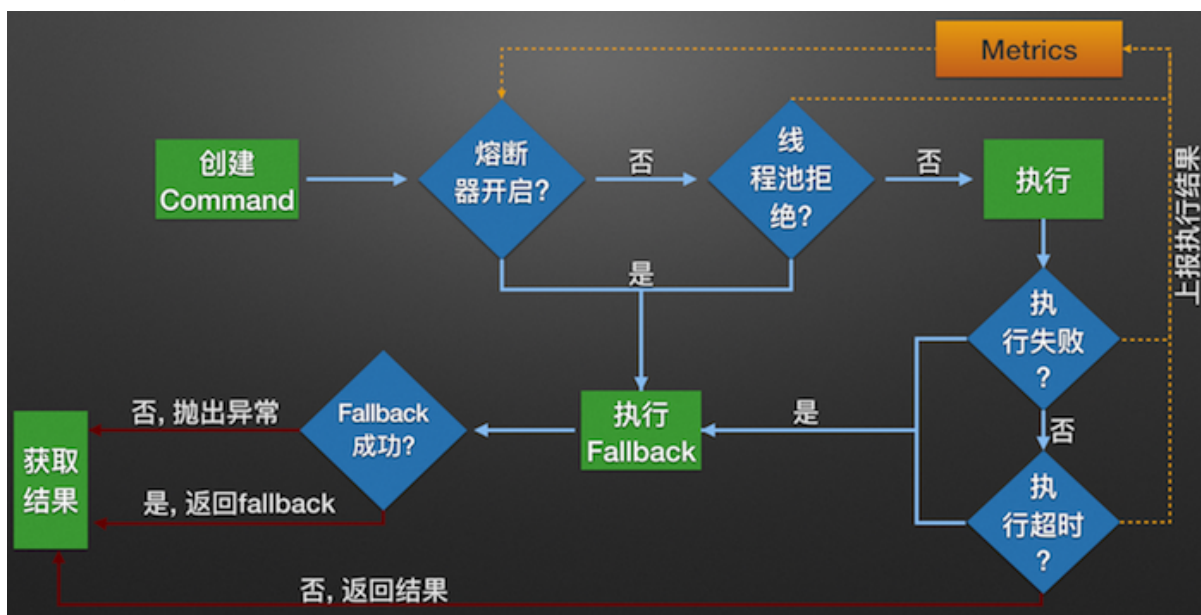 Metrics
创建
Command
熔断
器开启?
否
线
程池拒
绝?
否
执行
上报执行结果
是
执
行失败
?
否, 抛出异常
Fallback
成功?
执行
Fallback
是
否
获取
结果
是, 返回fallback
执
行超时
?
否, 返回结果